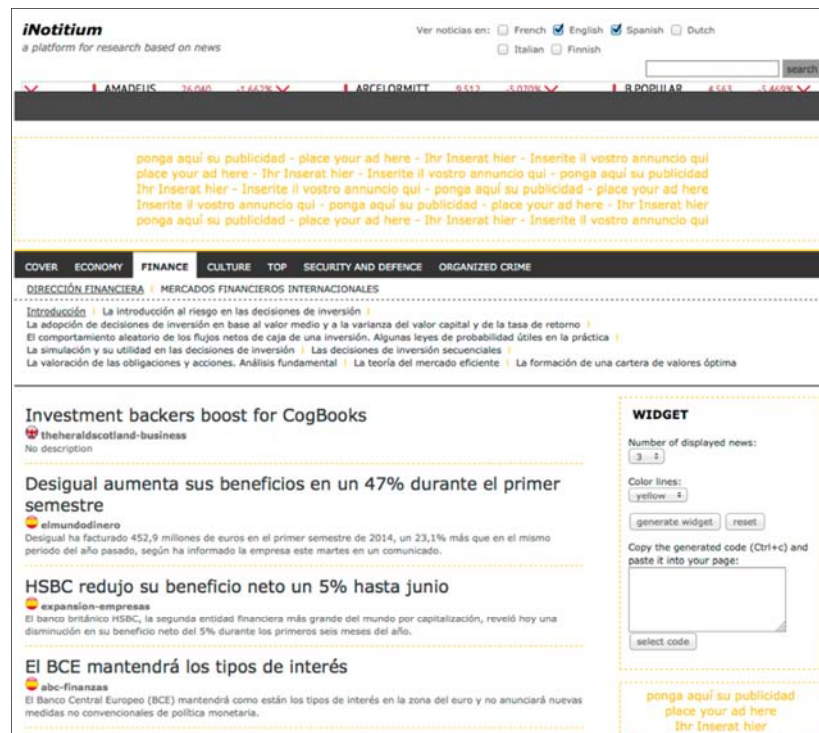 iNotitium
a platform for research based on news
Ver noticias en: French English Spanish Dutch
Italian Finnish
search
AMADEUS 26,040 -1,662% ARCELORMITT 9,512 -5,070% B.POPULAR 4,563 -5,469%
ponga aquí su publicidad - place your ad here - Ihr Inserat hier - Inserite il vostro annuncio qui
place your ad here - Ihr Inserat hier - Inserite il vostro annuncio qui - ponga aquí su publicidad
Ihr Inserat hier - Inserite il vostro annuncio qui - ponga aquí su publicidad - place your ad here
Inserite il vostro annuncio qui - ponga aquí su publicidad - place your ad here - Ihr Inserat hier
ponga aquí su publicidad - place your ad here - Ihr Inserat hier - Inserite il vostro annuncio qui
COVER ECONOMY FINANCE CULTURE TOP SECURITY AND DEFENCE ORGANIZED CRIME
DIRECCIÓN FINANCIERA | MERCADOS FINANCIEROS INTERNACIONALES
Introducción | La introducción al riesgo en las decisiones de inversión |
La adopción de decisiones de inversión en base al valor medio y a la varianza del valor capital y de la tasa de retorno |
El comportamiento aleatorio de los flujos netos de caja de una inversión. Algunas leyes de probabilidad útiles en la práctica |
La simulación y su utilidad en las decisiones de inversión | Las decisiones de inversión secuenciales |
La valoración de las obligaciones y acciones. Análisis fundamental | La teoría del mercado eficiente | La formación de una cartera de valores óptima
Investment backers boost for CogBooks
theheraldscotland-business
No description
Desigual aumenta sus beneficios en un 47% durante el primer
semestre
elmundodinero
Desigual ha facturado 452,9 millones de euros en el primer semestre de 2014, un 23,1% más que en el mismo
periodo del año pasado, según ha informado la empresa este martes en un comunicado.
HSBC redujo su beneficio neto un 5% hasta junio
expansion-empresas
El banco británico HSBC, la segunda entidad financiera más grande del mundo por capitalización, reveló hoy una
disminución en su beneficio neto del 5% durante los primeros seis meses del año.
El BCE mantendrá los tipos de interés
abc-finanzas
El Banco Central Europeo (BCE) mantendrá como están los tipos de interés en la zona del euro y no anunciará nuevas
medidas no convencionales de política monetaria.
WIDGET
Number of displayed news:
3
Color lines:
yellow
generate widget reset
Copy the generated code (Ctrl+c) and
paste it into your page:
select code
ponga aquí su publicidad
place your ad here
Ihr Inserat hier